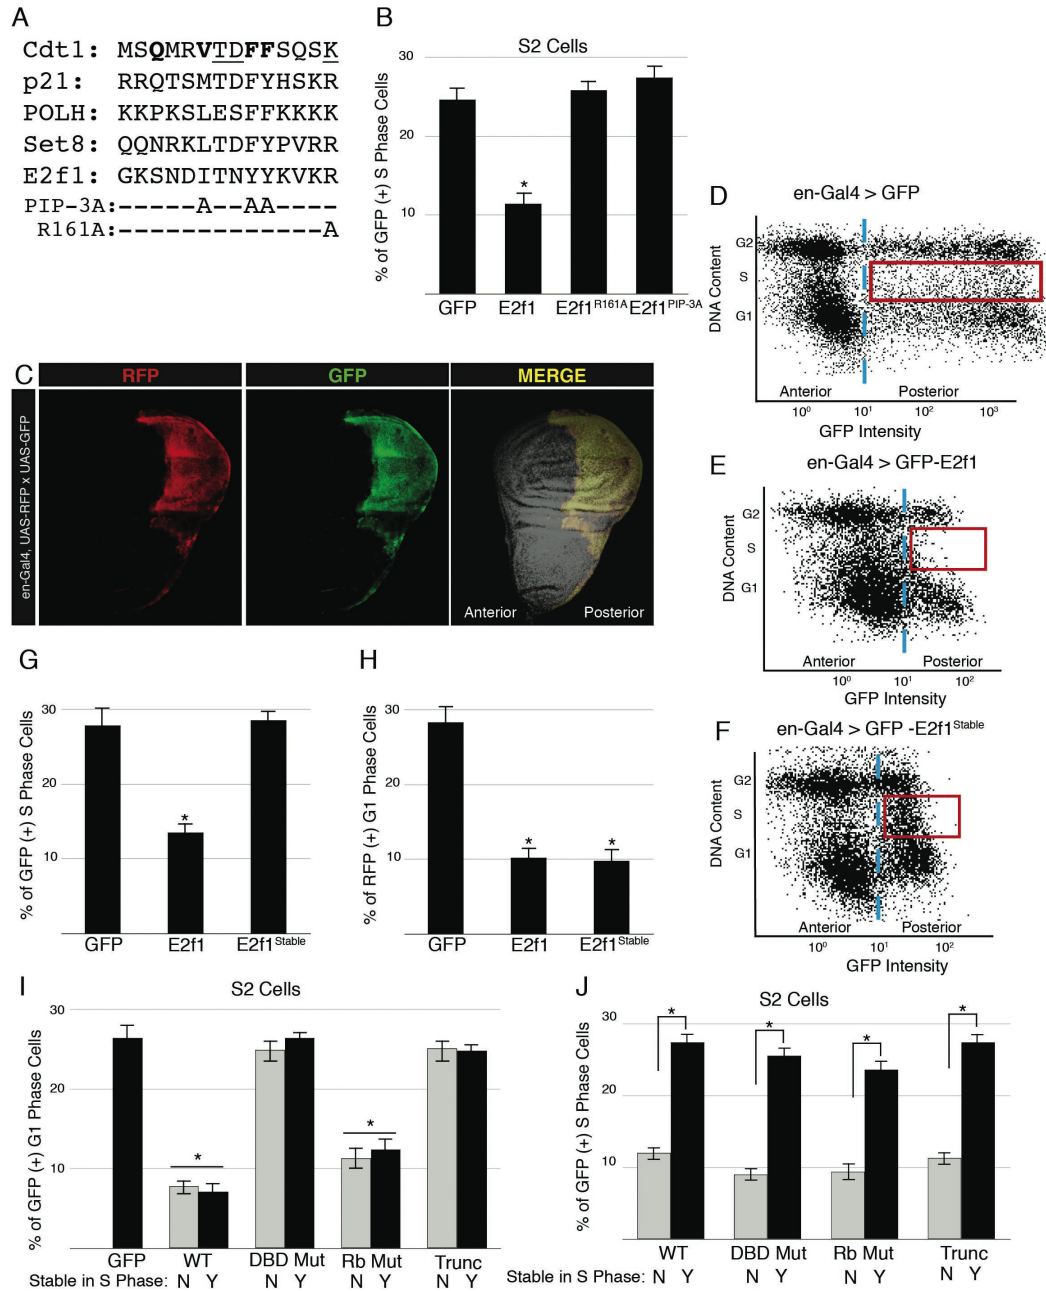 A
Cdt1: MSQMRVTDFFSQSK
p21: RRQTSMTDFYHSKR
POLH: KKPKSLESFFKKKK
Set8: QQNRKLTDFYPVRR
E2f1: GKSNDITNYYKVKR
PIP-3A:-----A--AA----
R161A:-------------A
B
S2 Cells
% of GFP (+) S Phase Cells
30
20
10
*
GFP E2f1 E2f1R161A E2f1PIP-3A
C
RFP GFP MERGE
en-Gal4, UAS-RFP x UAS-GFP
Anterior Posterior
D
en-Gal4 > GFP
DNA Content
G2
S
G1
Anterior Posterior
10⁰ 10¹ 10² 10³
GFP Intensity
E
en-Gal4 > GFP-E2f1
DNA Content
G2
S
G1
Anterior Posterior
10⁰ 10¹ 10²
GFP Intensity
F
en-Gal4 > GFP -E2f1Stable
DNA Content
G2
S
G1
Anterior Posterior
10⁰ 10¹ 10²
GFP Intensity
G
% of GFP (+) S Phase Cells
30
20
10
*
GFP E2f1 E2f1Stable
H
% of RFP (+) G1 Phase Cells
30
20
10
* *
GFP E2f1 E2f1Stable
I
S2 Cells
% of GFP (+) G1 Phase Cells
30
20
10
* *
GFP WT DBD Mut Rb Mut Trunc
Stable in S Phase: N Y N Y N Y N Y
J
S2 Cells
% of GFP (+) S Phase Cells
30
20
10
* * * *
WT DBD Mut Rb Mut Trunc
Stable in S Phase: N Y N Y N Y N Y